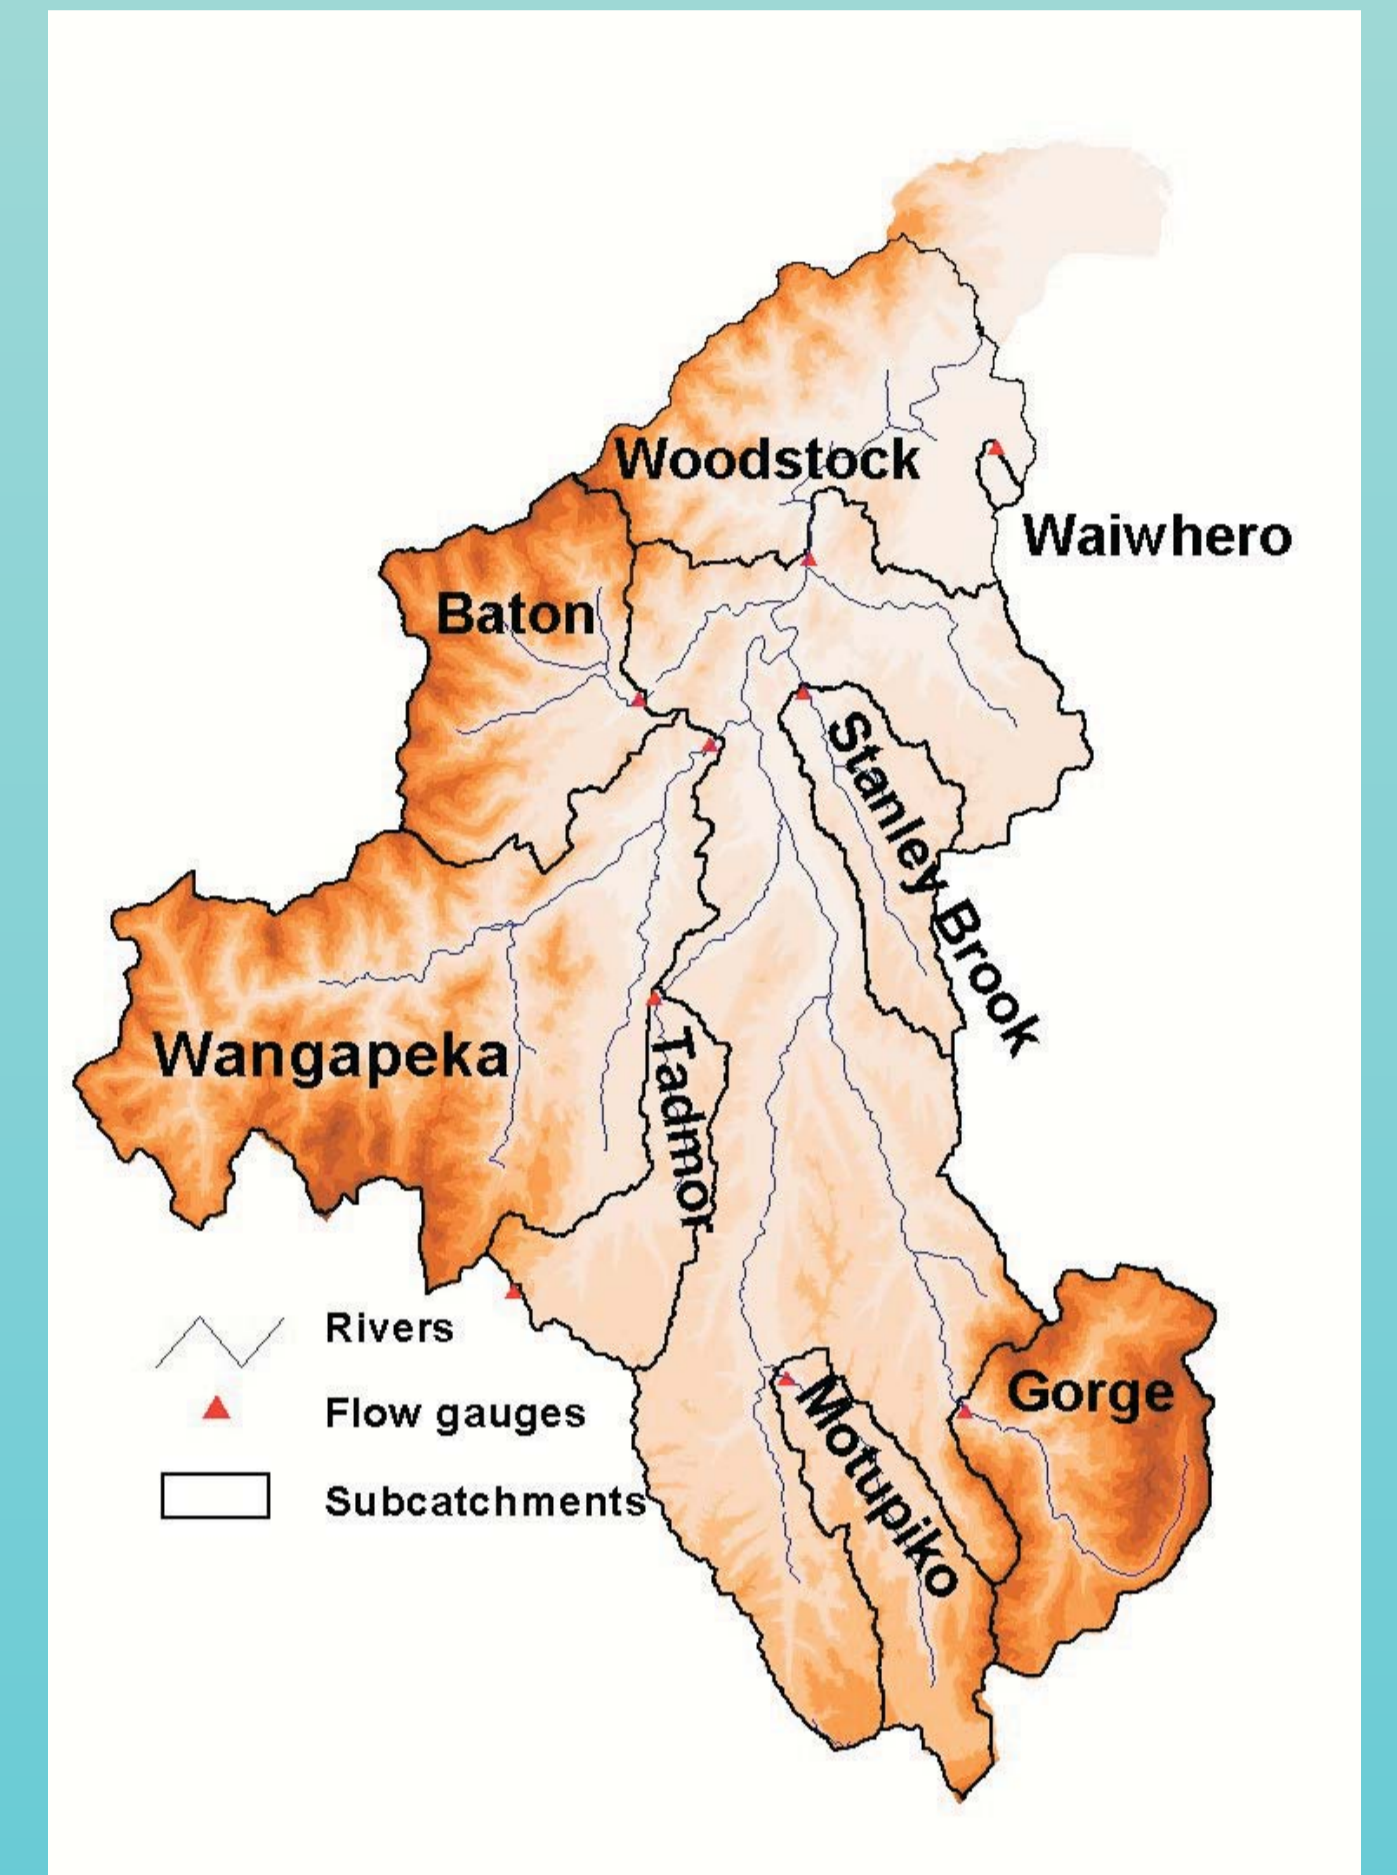 Woodstock
Waiwhero
Baton
Stanley Brook
Wangapeka
Tadmor
Rivers
Gorge
Flow gauges
Motupiko
Subcatchments